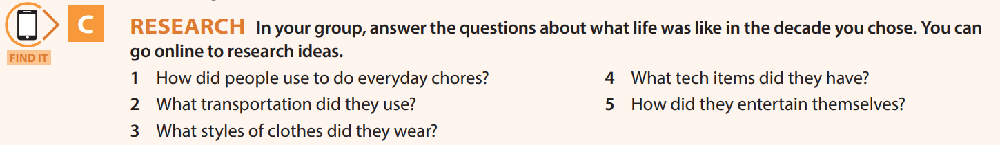 C
FIND IT
RESEARCH In your group, answer the questions about what life was like in the decade you chose. You can
go online to research ideas.
1 How did people use to do everyday chores?
2 What transportation did they use?
3 What styles of clothes did they wear?
4 What tech items did they have?
5 How did they entertain themselves?